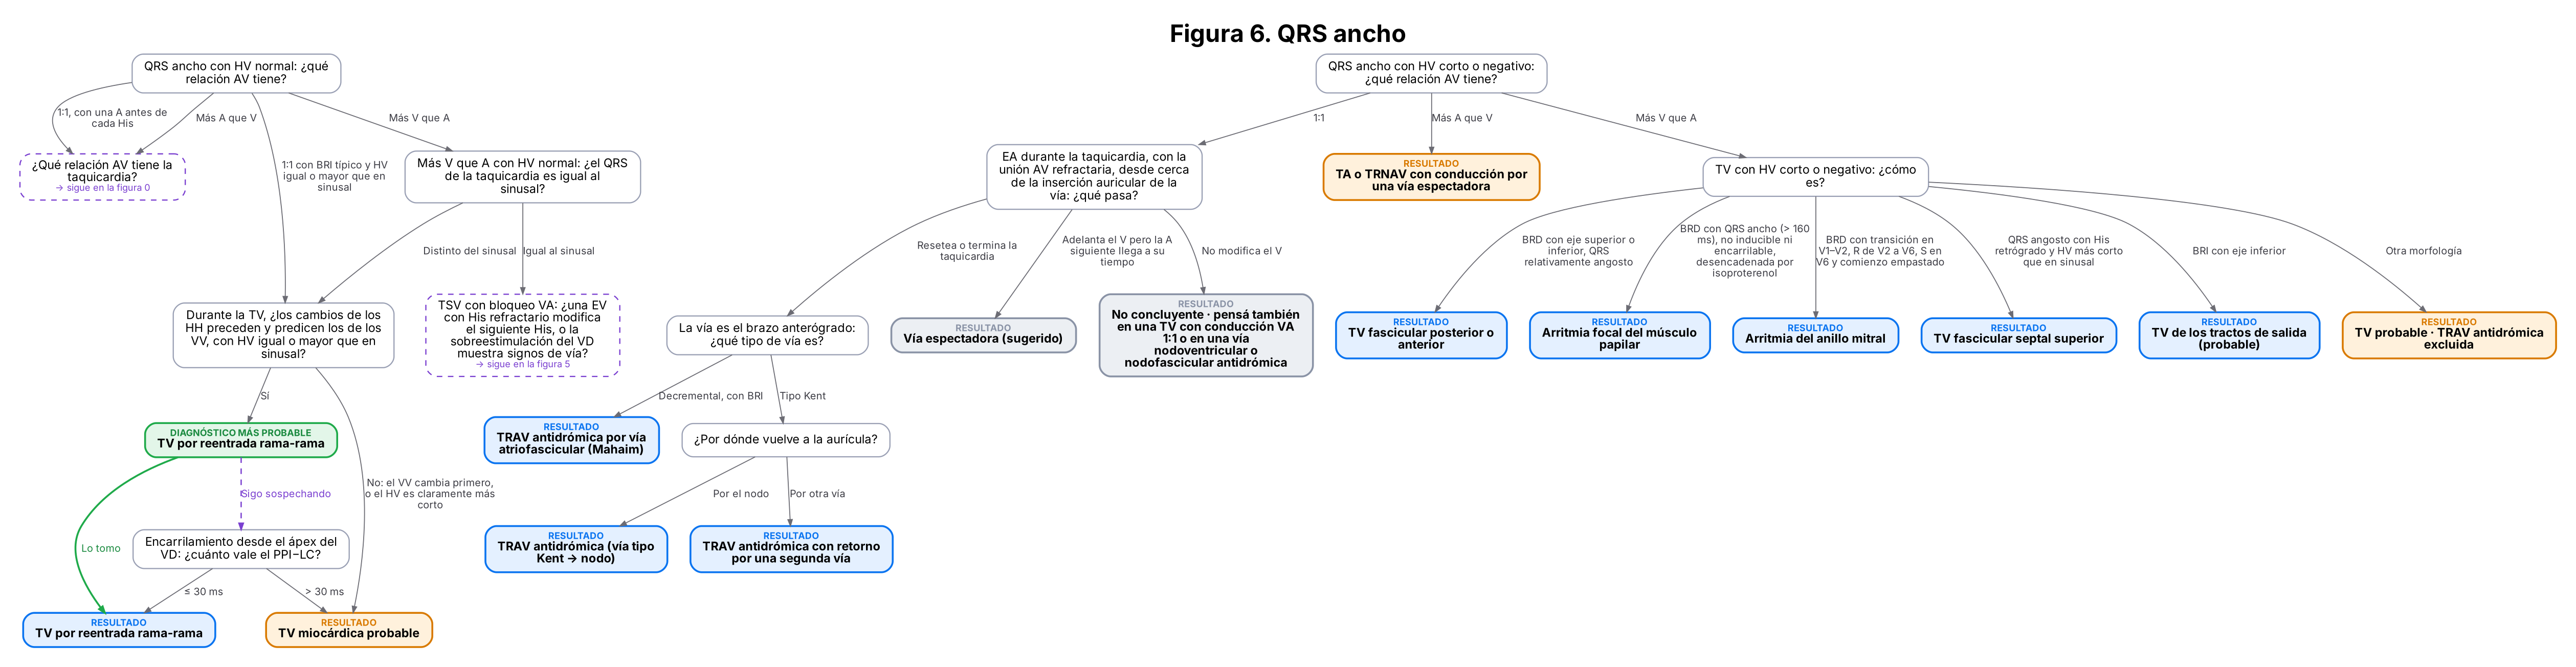 Figura 6. QRS ancho
QRS ancho con HV normal: ¿qué
relación AV tiene?
1:1, con una A antes de
cada His
Más A que V
1:1 con BRI típico y HV
igual o mayor que en
sinusal
Más V que A
¿Qué relación AV tiene la
taquicardia?
→ sigue en la figura 0
Más V que A con HV normal: ¿el QRS
de la taquicardia es igual al
sinusal?
Distinto del sinusal
Igual al sinusal
Durante la TV, ¿los cambios de los
HH preceden y predicen los de los
VV, con HV igual o mayor que en
sinusal?
TSV con bloqueo VA: ¿una EV
con His refractario modifica
el siguiente His, o la
sobreestimulación del VD
muestra signos de vía?
→ sigue en la figura 5
Sí
DIAGNÓSTICO MÁS PROBABLE
TV por reentrada rama-rama
Sigo sospechando
No: el VV cambia primero,
o el HV es claramente más
corto
Lo tomo
Encarrilamiento desde el ápex del
VD: ¿cuánto vale el PPI−LC?
≤ 30 ms
> 30 ms
RESULTADO
TV por reentrada rama-rama
RESULTADO
TV miocárdica probable
QRS ancho con HV corto o negativo:
¿qué relación AV tiene?
1:1
Más A que V
Más V que A
EA durante la taquicardia, con la
unión AV refractaria, desde cerca
de la inserción auricular de la
vía: ¿qué pasa?
RESULTADO
TA o TRNAV con conducción por
una vía espectadora
TV con HV corto o negativo: ¿cómo
es?
Resetea o termina la
taquicardia
Adelanta el V pero la A
siguiente llega a su
tiempo
No modifica el V
La vía es el brazo anterógrado:
¿qué tipo de vía es?
RESULTADO
Vía espectadora (sugerido)
RESULTADO
No concluyente · pensá también
en una TV con conducción VA
1:1 o en una vía
nodoventricular o
nodofascicular antidrómica
Decremental, con BRI
Tipo Kent
RESULTADO
TRAV antidrómica por vía
atriofascicular (Mahaim)
¿Por dónde vuelve a la aurícula?
Por el nodo
Por otra vía
RESULTADO
TRAV antidrómica (vía tipo
Kent → nodo)
RESULTADO
TRAV antidrómica con retorno
por una segunda vía
BRD con eje superior o
inferior, QRS
relativamente angosto
BRD con QRS ancho (> 160
ms), no inducible ni
encarrilable,
desencadenada por
isoproterenol
BRD con transición en
V1–V2, R de V2 a V6, S en
V6 y comienzo empastado
QRS angosto con His
retrógrado y HV más corto
que en sinusal
BRI con eje inferior
Otra morfología
RESULTADO
TV fascicular posterior o
anterior
RESULTADO
Arritmia focal del músculo
papilar
RESULTADO
Arritmia del anillo mitral
RESULTADO
TV fascicular septal superior
RESULTADO
TV de los tractos de salida
(probable)
RESULTADO
TV probable · TRAV antidrómica
excluida